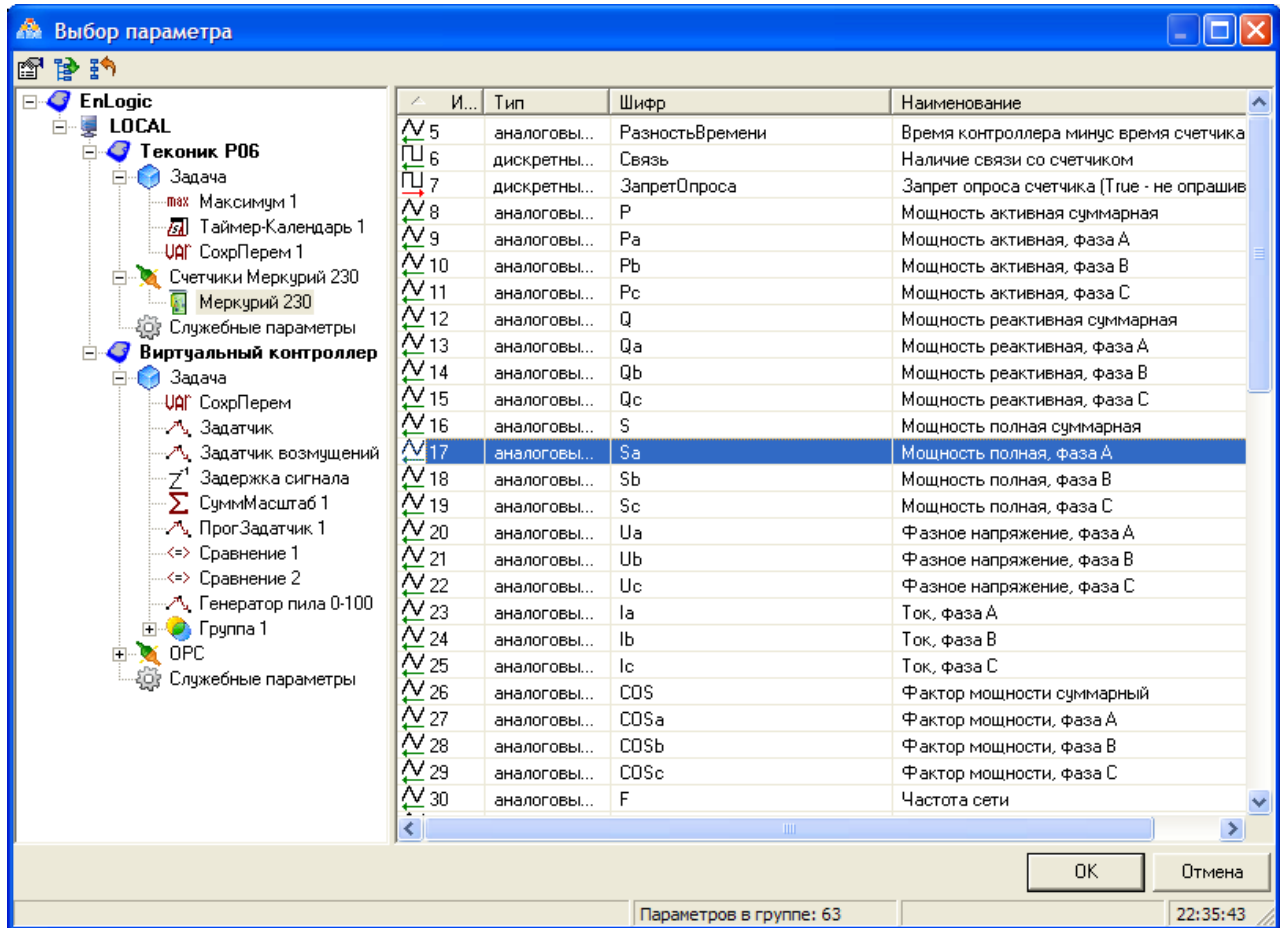 Выбор параметра
EnLogic
LOCAL
Теконик P06
Задача
max Максимум 1
Таймер-Календарь 1
VAR СохрПерем 1
Счетчики Меркурий 230
Меркурий 230
Служебные параметры
Виртуальный контроллер
Задача
VAR СохрПерем
Задатчик
Задатчик возмущений
Z⁻¹ Задержка сигнала
Σ СуммМасштаб 1
ПрогЗадатчик 1
<=> Сравнение 1
<=> Сравнение 2
Генератор пила 0-100
Группа 1
OPC
Служебные параметры
И... Тип Шифр Наименование
5 аналоговы... РазностьВремени Время контроллера минус время счетчика
6 дискретны... Связь Наличие связи со счетчиком
7 дискретны... ЗапретОпроса Запрет опроса счетчика (True - не опрашив
8 аналоговы... P Мощность активная суммарная
9 аналоговы... Pa Мощность активная, фаза A
10 аналоговы... Pb Мощность активная, фаза B
11 аналоговы... Pc Мощность активная, фаза C
12 аналоговы... Q Мощность реактивная суммарная
13 аналоговы... Qa Мощность реактивная, фаза A
14 аналоговы... Qb Мощность реактивная, фаза B
15 аналоговы... Qc Мощность реактивная, фаза C
16 аналоговы... S Мощность полная суммарная
17 аналоговы... Sa Мощность полная, фаза A
18 аналоговы... Sb Мощность полная, фаза B
19 аналоговы... Sc Мощность полная, фаза C
20 аналоговы... Ua Фазное напряжение, фаза A
21 аналоговы... Ub Фазное напряжение, фаза B
22 аналоговы... Uc Фазное напряжение, фаза C
23 аналоговы... Ia Ток, фаза A
24 аналоговы... Ib Ток, фаза B
25 аналоговы... Ic Ток, фаза C
26 аналоговы... COS Фактор мощности суммарный
27 аналоговы... COSa Фактор мощности, фаза A
28 аналоговы... COSb Фактор мощности, фаза B
29 аналоговы... COSc Фактор мощности, фаза C
30 аналоговы... F Частота сети
OK Отмена
Параметров в группе: 63 22:35:43